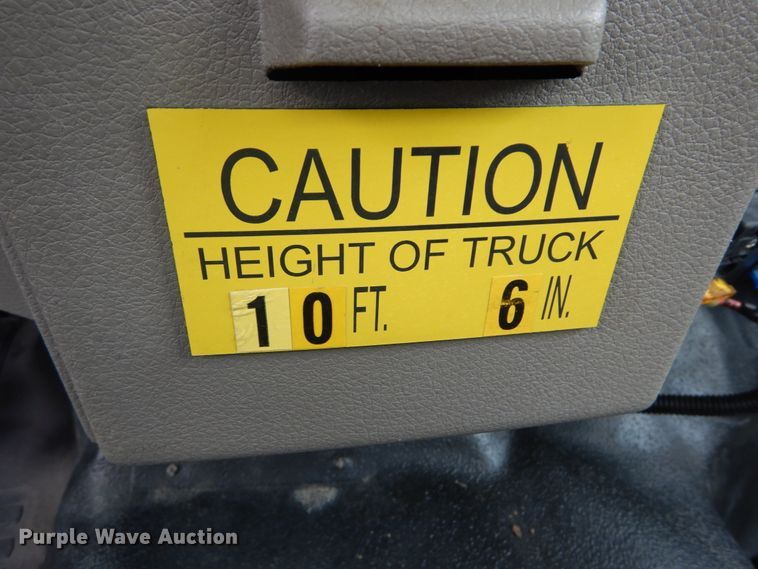 CAUTION
HEIGHT OF TRUCK
10 FT. 6 IN.
Purple Wave Auction